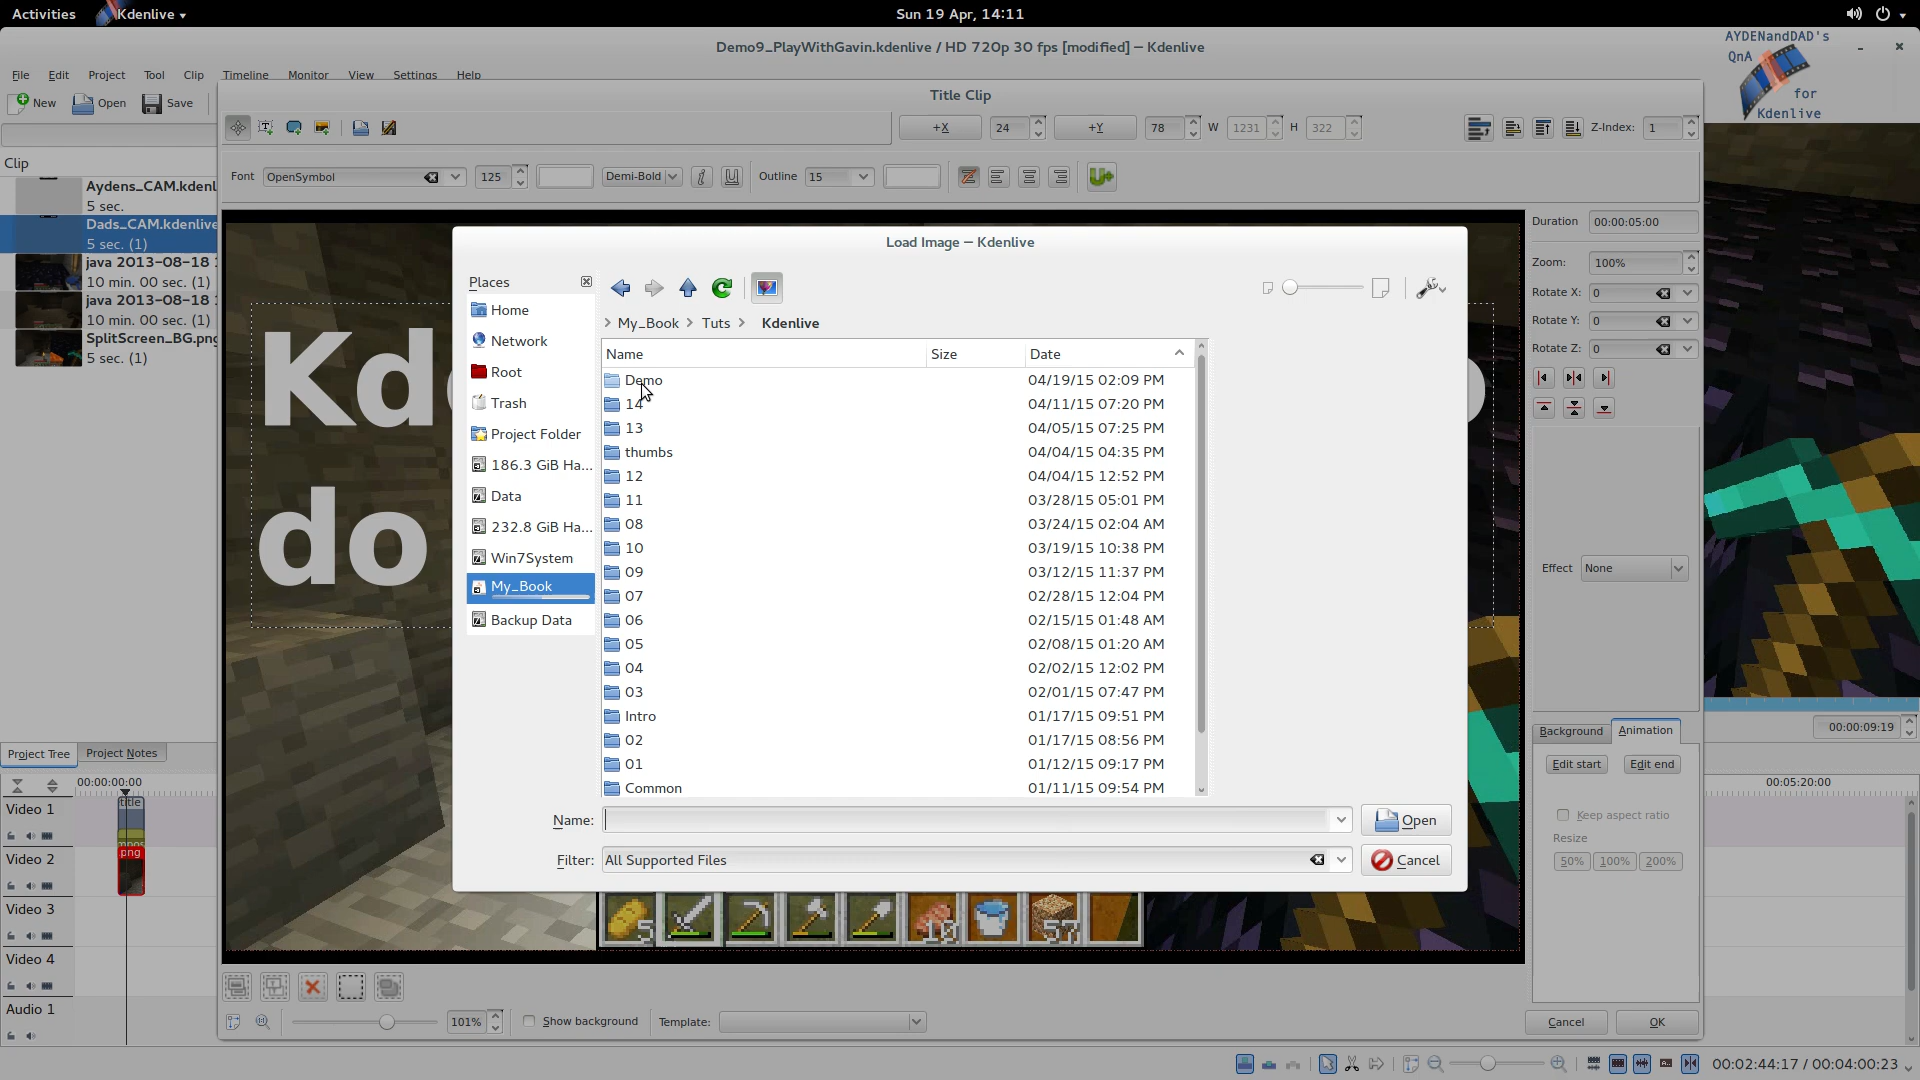 Activities Kdenlive Sun 19 Apr, 14:11
Demo9_PlayWithGavin.kdenlive / HD 720p 30 fps [modified] – Kdenlive
AYDENandDAD's
QnA
for
Kdenlive
File Edit Project Tool Clip Timeline Monitor View Settings Help
New Open Save
Title Clip
+X 24 +Y 78 W 1231 H 322 Z-Index: 1
Font OpenSymbol 125 Demi-Bold i U Outline 15
Clip
Aydens_CAM.kdenl
5 sec.
Dads_CAM.kdenlive
5 sec. (1)
java 2013-08-18
10 min. 00 sec. (1)
java 2013-08-18
10 min. 00 sec. (1)
SplitScreen_BG.png
5 sec. (1)
Kd
do
Duration 00:00:05:00
Zoom: 100%
Rotate X: 0
Rotate Y: 0
Rotate Z: 0
Effect None
Background Animation
Edit start Edit end
Keep aspect ratio
Resize
50% 100% 200%
Load Image – Kdenlive
Places
Home
Network
Root
Trash
Project Folder
186.3 GiB Ha...
Data
232.8 GiB Ha...
Win7System
My_Book
Backup Data
My_Book Tuts Kdenlive
Name Size Date
Demo 04/19/15 02:09 PM
14 04/11/15 07:20 PM
13 04/05/15 07:25 PM
thumbs 04/04/15 04:35 PM
12 04/04/15 12:52 PM
11 03/28/15 05:01 PM
08 03/24/15 02:04 AM
10 03/19/15 10:38 PM
09 03/12/15 11:37 PM
07 02/28/15 12:04 PM
06 02/15/15 01:48 AM
05 02/08/15 01:20 AM
04 02/02/15 12:02 PM
03 02/01/15 07:47 PM
Intro 01/17/15 09:51 PM
02 01/17/15 08:56 PM
01 01/12/15 09:17 PM
Common 01/11/15 09:54 PM
Name: Open
Filter: All Supported Files Cancel
5 10 57
Project Tree Project Notes
00:00:00:00
title
Video 1
.png
Video 2
Video 3
Video 4
Audio 1
00:00:09:19
00:05:20:00
101% Show background Template:
Cancel OK
00:02:44:17 / 00:04:00:23